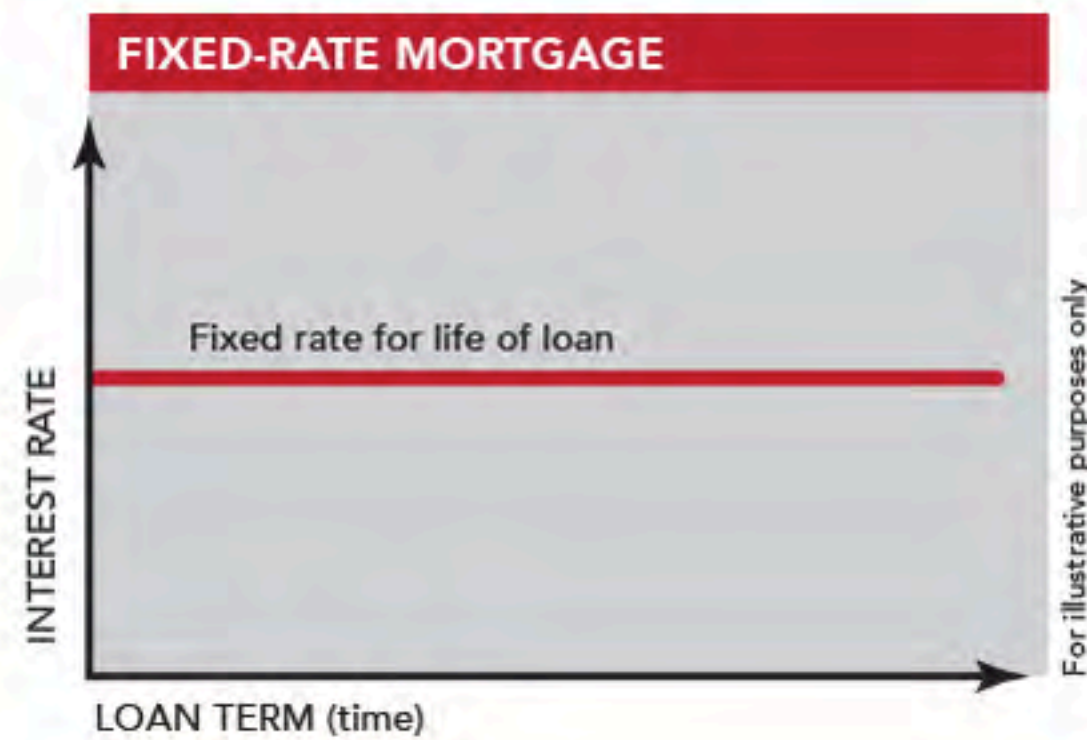 FIXED-RATE MORTGAGE
Fixed rate for life of loan
INTEREST RATE
LOAN TERM (time)
For illustrative purposes only